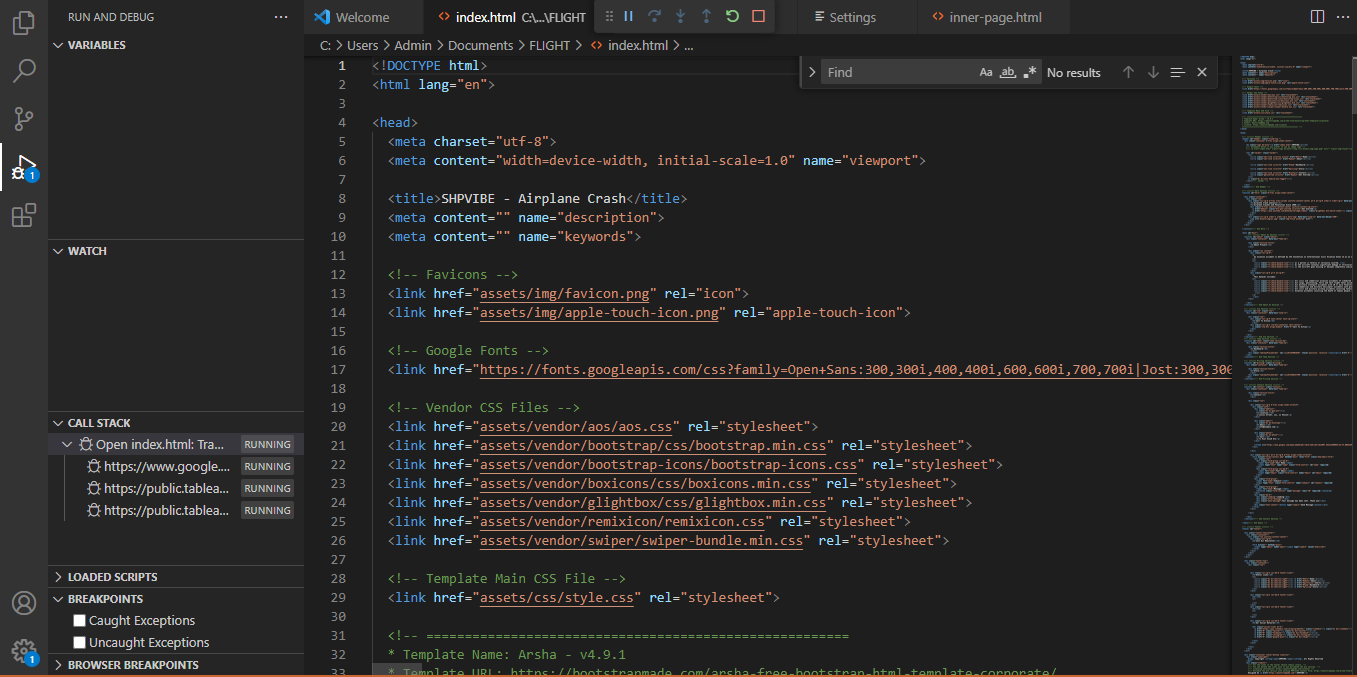 RUN AND DEBUG
VARIABLES
WATCH
CALL STACK
Open index.html: Tra... RUNNING
https://www.google.... RUNNING
https://public.tablea... RUNNING
https://public.tablea... RUNNING
LOADED SCRIPTS
BREAKPOINTS
Caught Exceptions
Uncaught Exceptions
BROWSER BREAKPOINTS
1
1
Welcome
index.html C:\...\FLIGHT
Settings
inner-page.html
C: > Users > Admin > Documents > FLIGHT > index.html > ...
Find Aa ab .* No results
1 <!DOCTYPE html>
2 <html lang="en">
3
4 <head>
5 <meta charset="utf-8">
6 <meta content="width=device-width, initial-scale=1.0" name="viewport">
7
8 <title>SHPVIBE - Airplane Crash</title>
9 <meta content="" name="description">
10 <meta content="" name="keywords">
11
12 <!-- Favicons -->
13 <link href="assets/img/favicon.png" rel="icon">
14 <link href="assets/img/apple-touch-icon.png" rel="apple-touch-icon">
15
16 <!-- Google Fonts -->
17 <link href="https://fonts.googleapis.com/css?family=Open+Sans:300,300i,400,400i,600,600i,700,700i|Jost:300,300
18
19 <!-- Vendor CSS Files -->
20 <link href="assets/vendor/aos/aos.css" rel="stylesheet">
21 <link href="assets/vendor/bootstrap/css/bootstrap.min.css" rel="stylesheet">
22 <link href="assets/vendor/bootstrap-icons/bootstrap-icons.css" rel="stylesheet">
23 <link href="assets/vendor/boxicons/css/boxicons.min.css" rel="stylesheet">
24 <link href="assets/vendor/glightbox/css/glightbox.min.css" rel="stylesheet">
25 <link href="assets/vendor/remixicon/remixicon.css" rel="stylesheet">
26 <link href="assets/vendor/swiper/swiper-bundle.min.css" rel="stylesheet">
27
28 <!-- Template Main CSS File -->
29 <link href="assets/css/style.css" rel="stylesheet">
30
31 <!-- =======================================================
32 * Template Name: Arsha - v4.9.1
33 * Template URL: https://bootstrapmade.com/arsha-free-bootstrap-html-template-corporate/